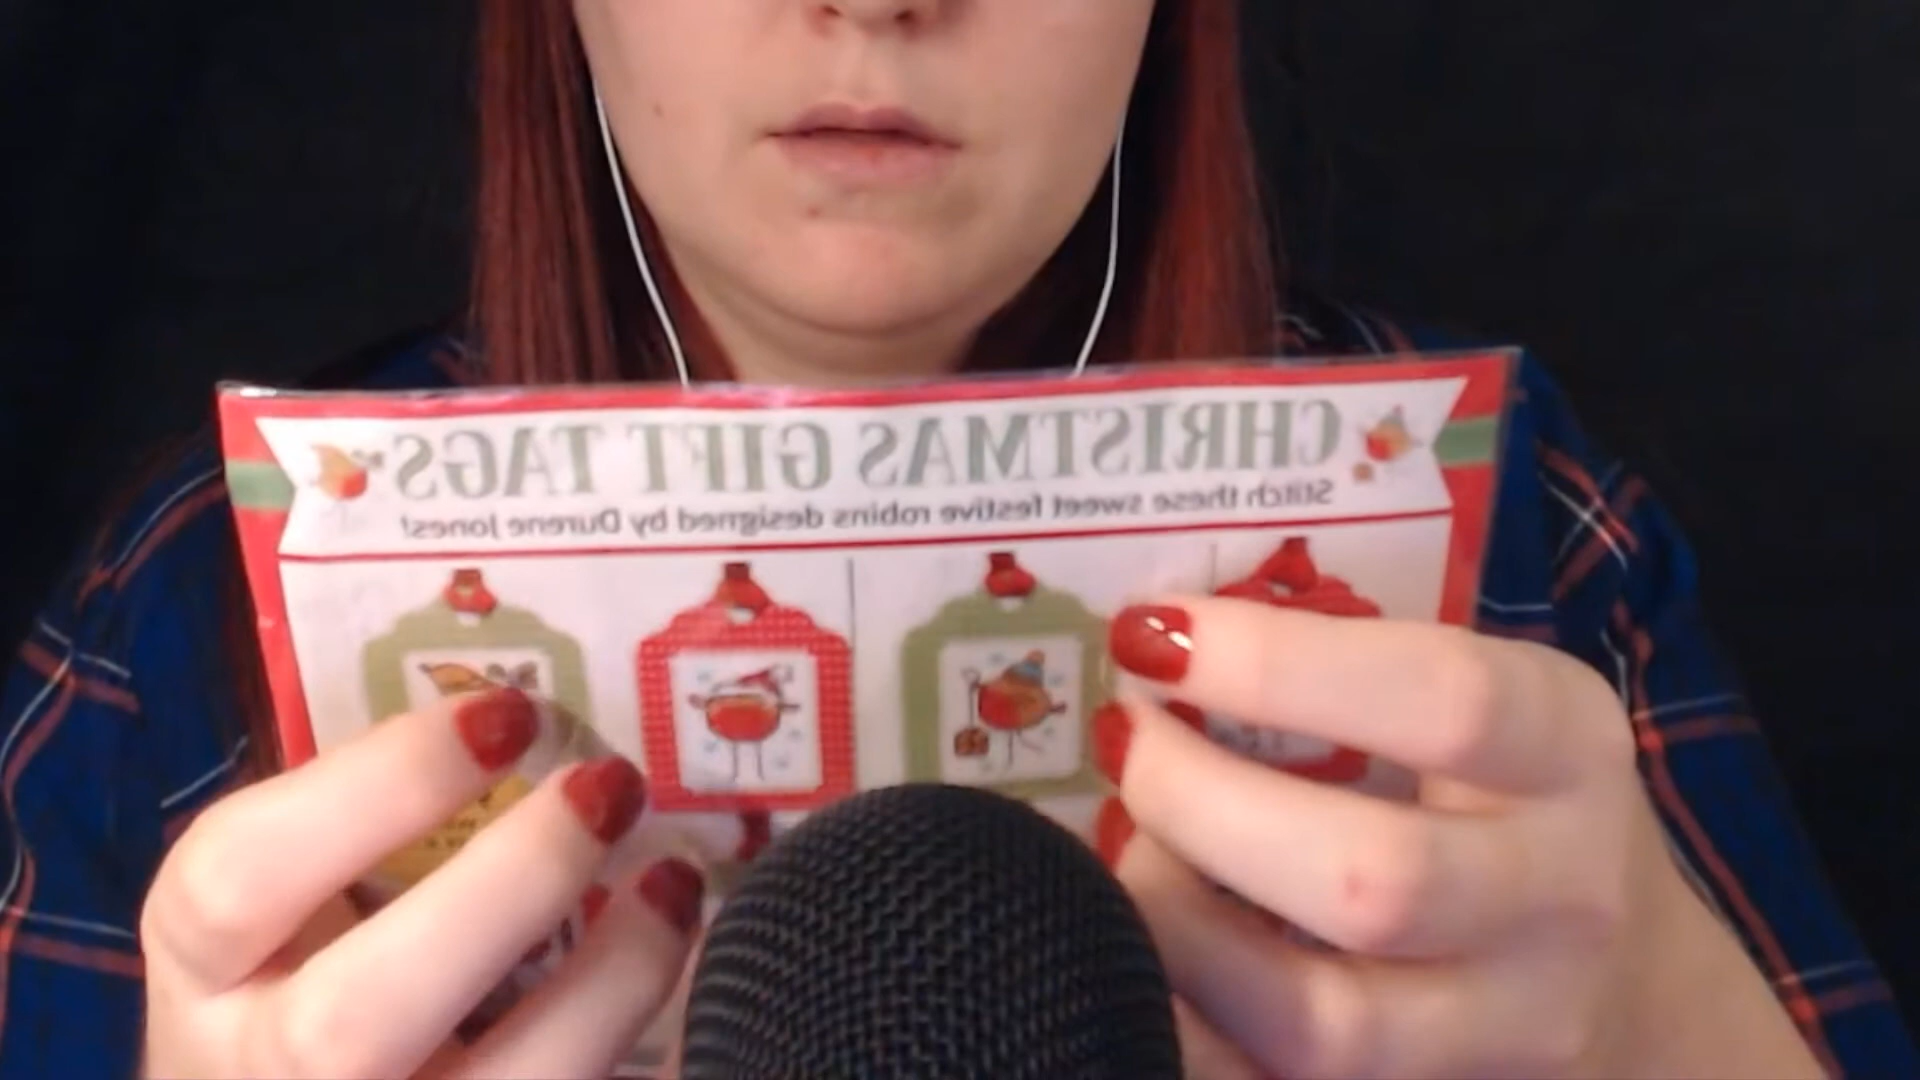 CHRISTMAS GIFT TAGS
Stitch these sweet festive robins designed by Durene Jones!